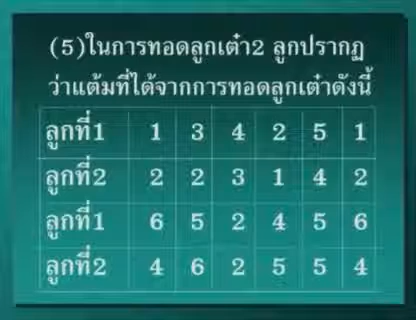 (5)ในการทอดลูกเต๋า2 ลูกปรากฏ
ว่าแต้มที่ได้จากการทอดลูกเต๋าดังนี้
ลูกที่1 1 3 4 2 5 1
ลูกที่2 2 2 3 1 4 2
ลูกที่1 6 5 2 4 5 6
ลูกที่2 4 6 2 5 5 4